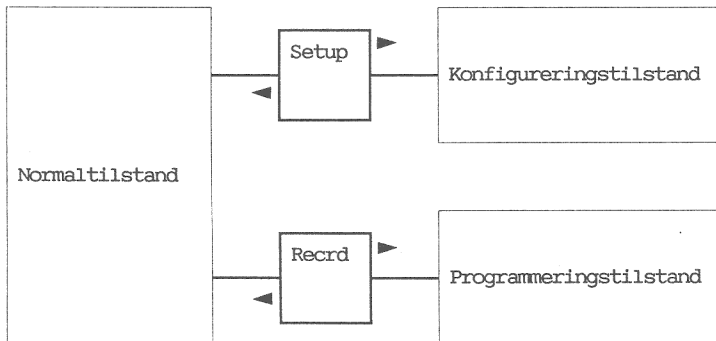 Setup
Konfigureringstilstand
Normaltilstand
Recrd
Programmeringstilstand